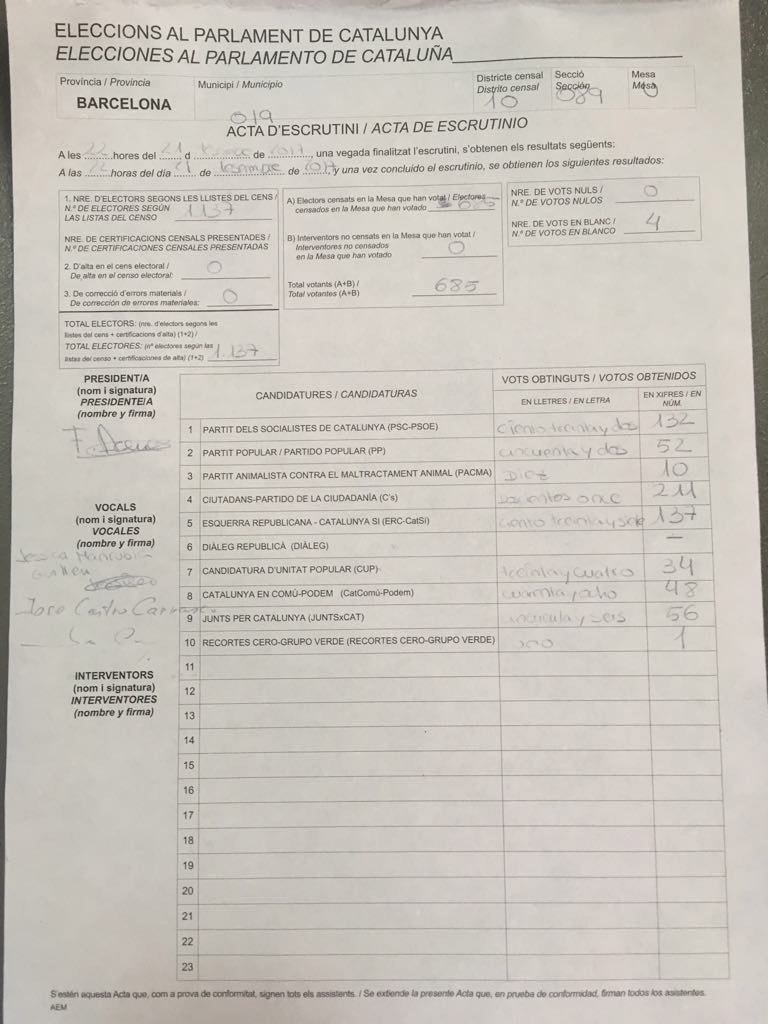 ELECCIONS AL PARLAMENT DE CATALUNYA
ELECCIONES AL PARLAMENTO DE CATALUÑA
Província / Provincia
BARCELONA
Municipi / Municipio
019
Districte censal
Distrito censal
10
Secció
Sección
089
Mesa
Mesa
ACTA D'ESCRUTINI / ACTA DE ESCRUTINIO
A les 22 hores del 21 d de 2017, una vegada finalitzat l'escrutini, s'obtenen els resultats següents:
A las 22 horas del día 21 de de 2017, y una vez concluido el escrutinio, se obtienen los siguientes resultados:
1. NRE. D'ELECTORS SEGONS LES LLISTES DEL CENS /
N.º DE ELECTORES SEGÚN
LAS LISTAS DEL CENSO
1137
NRE. DE CERTIFICACIONS CENSALS PRESENTADES /
N.º DE CERTIFICACIONES CENSALES PRESENTADAS
2. D'alta en el cens electoral /
De alta en el censo electoral: 0
3. De correcció d'errors materials /
De corrección de errores materiales: 0
TOTAL ELECTORS: (nre. d'electors segons les
llistes del cens + certificacions d'alta) (1+2) /
TOTAL ELECTORES: (nº electores según las
listas del censo + certificaciones de alta) (1+2) 1.137
A) Electors censats en la Mesa que han votat / Electores
censados en la Mesa que han votado
B) Interventors no censats en la Mesa que han votat /
Interventores no censados
en la Mesa que han votado 0
Total votants (A+B) /
Total votantes (A+B) 685
NRE. DE VOTS NULS /
N.º DE VOTOS NULOS 0
NRE. DE VOTS EN BLANC /
N.º DE VOTOS EN BLANCO 4
PRESIDENT/A
(nom i signatura)
PRESIDENTE/A
(nombre y firma)
VOCALS
(nom i signatura)
VOCALES
(nombre y firma)
Jessica
Jose Castro
INTERVENTORS
(nom i signatura)
INTERVENTORES
(nombre y firma)
CANDIDATURES / CANDIDATURAS
VOTS OBTINGUTS / VOTOS OBTENIDOS
EN LLETRES / EN LETRA
EN XIFRES / EN NÚM.
1 PARTIT DELS SOCIALISTES DE CATALUNYA (PSC-PSOE) ciento treinta y dos 132
2 PARTIT POPULAR / PARTIDO POPULAR (PP) cincuenta y dos 52
3 PARTIT ANIMALISTA CONTRA EL MALTRACTAMENT ANIMAL (PACMA) Diez 10
4 CIUTADANS-PARTIDO DE LA CIUDADANÍA (C's) Doscientos once 211
5 ESQUERRA REPUBLICANA - CATALUNYA SI (ERC-CatSi) ciento treinta y siete 137
6 DIÀLEG REPUBLICÀ (DIÀLEG) —
7 CANDIDATURA D'UNITAT POPULAR (CUP) treinta y cuatro 34
8 CATALUNYA EN COMÚ-PODEM (CatComú-Podem) cuarenta y ocho 48
9 JUNTS PER CATALUNYA (JUNTSxCAT) cincuenta y seis 56
10 RECORTES CERO-GRUPO VERDE (RECORTES CERO-GRUPO VERDE) uno 1
11
12
13
14
15
16
17
18
19
20
21
22
23
S'estén aquesta Acta que, com a prova de conformitat, signen tots els assistents. / Se extiende la presente Acta que, en prueba de conformidad, firman todos los asistentes.
AEM